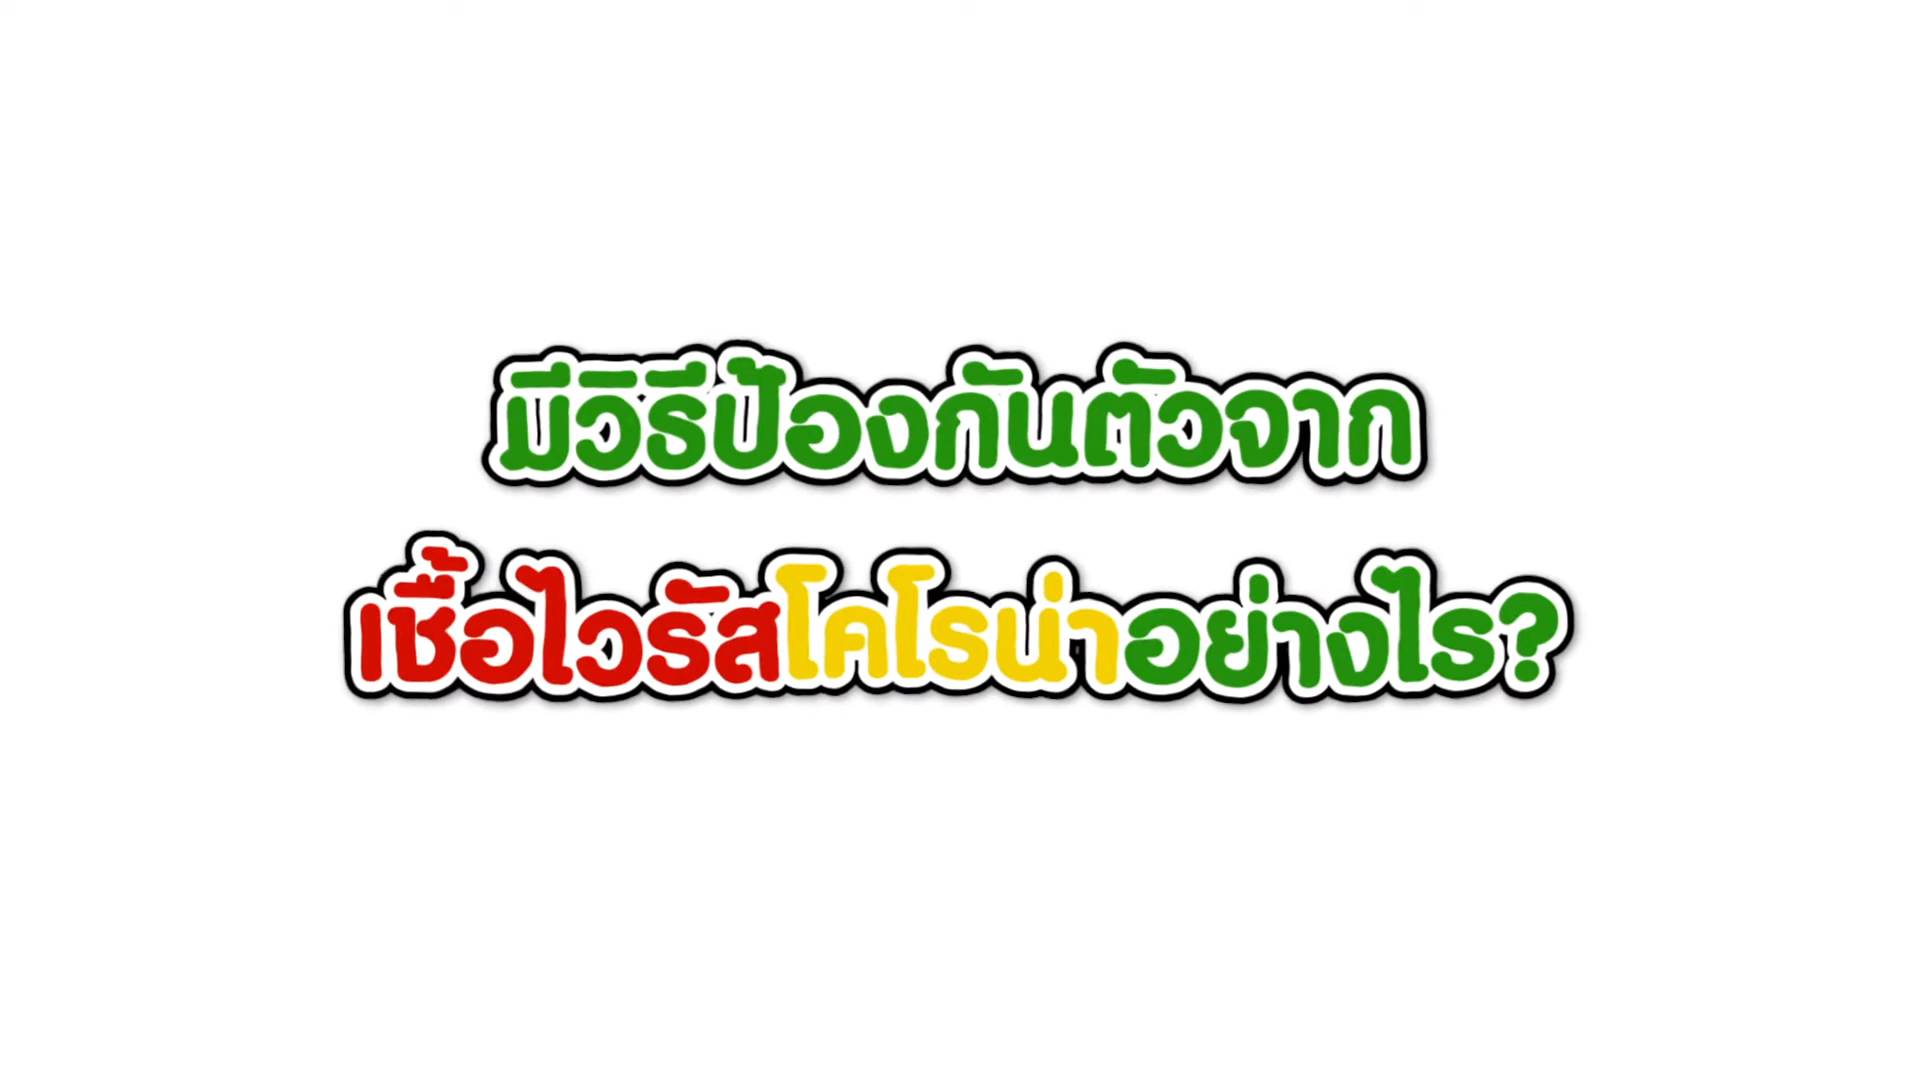 มีวิธีป้องกันตัวจาก
เชื้อไวรัสโคโรน่าอย่างไร?